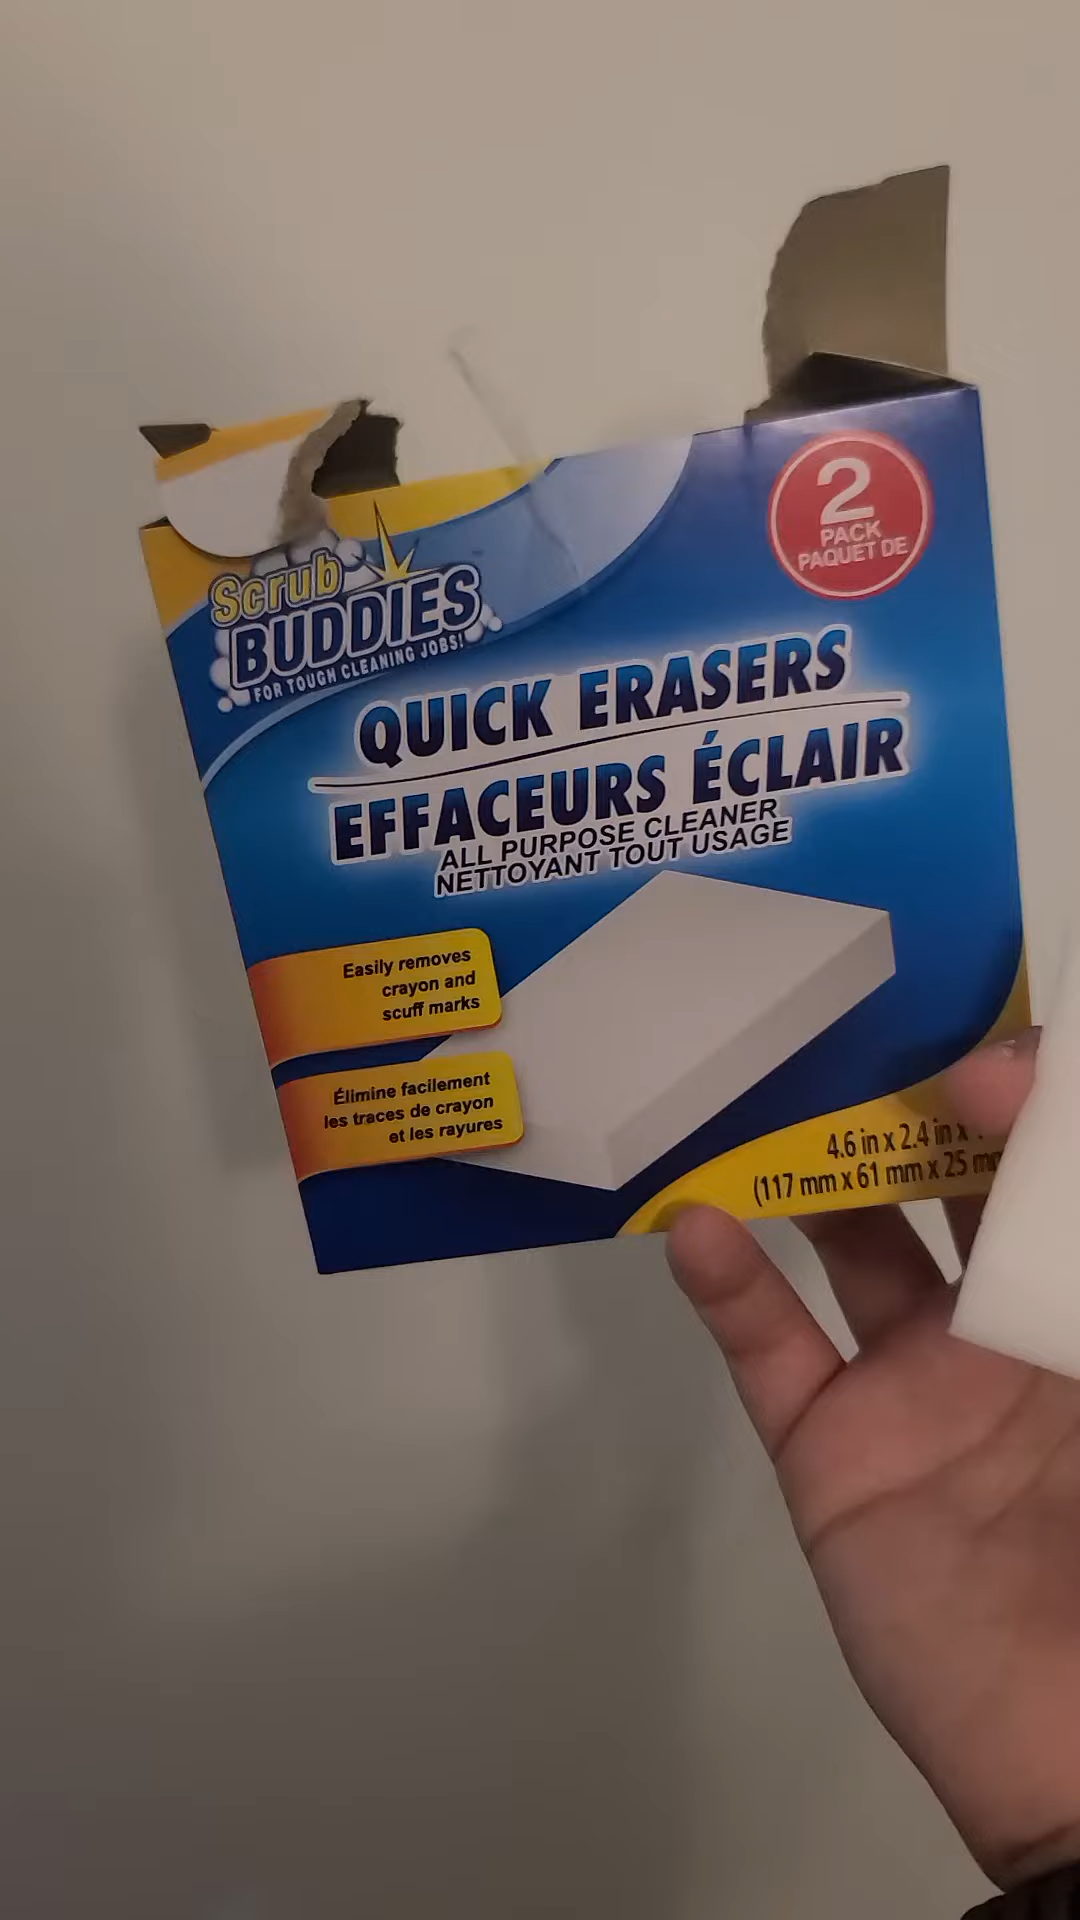 2
PACK
PAQUET DE
Scrub
BUDDIES
FOR TOUGH CLEANING JOBS!
QUICK ERASERS
EFFACEURS ÉCLAIR
ALL PURPOSE CLEANER
NETTOYANT TOUT USAGE
Easily removes
crayon and
scuff marks
Élimine facilement
les traces de crayon
et les rayures
4.6 in x 2.4 in x
(117 mm x 61 mm x 25